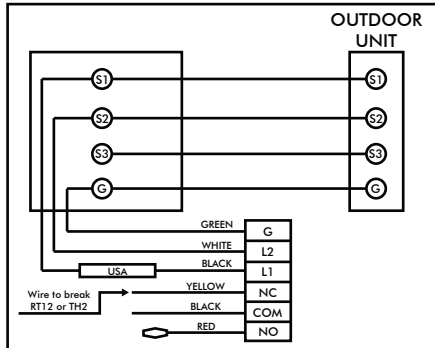 OUTDOOR
UNIT
S1 S1
S2 S2
S3 S3
G G
GREEN G
WHITE L2
USA BLACK L1
Wire to break
RT12 or TH2
YELLOW NC
BLACK COM
RED NO